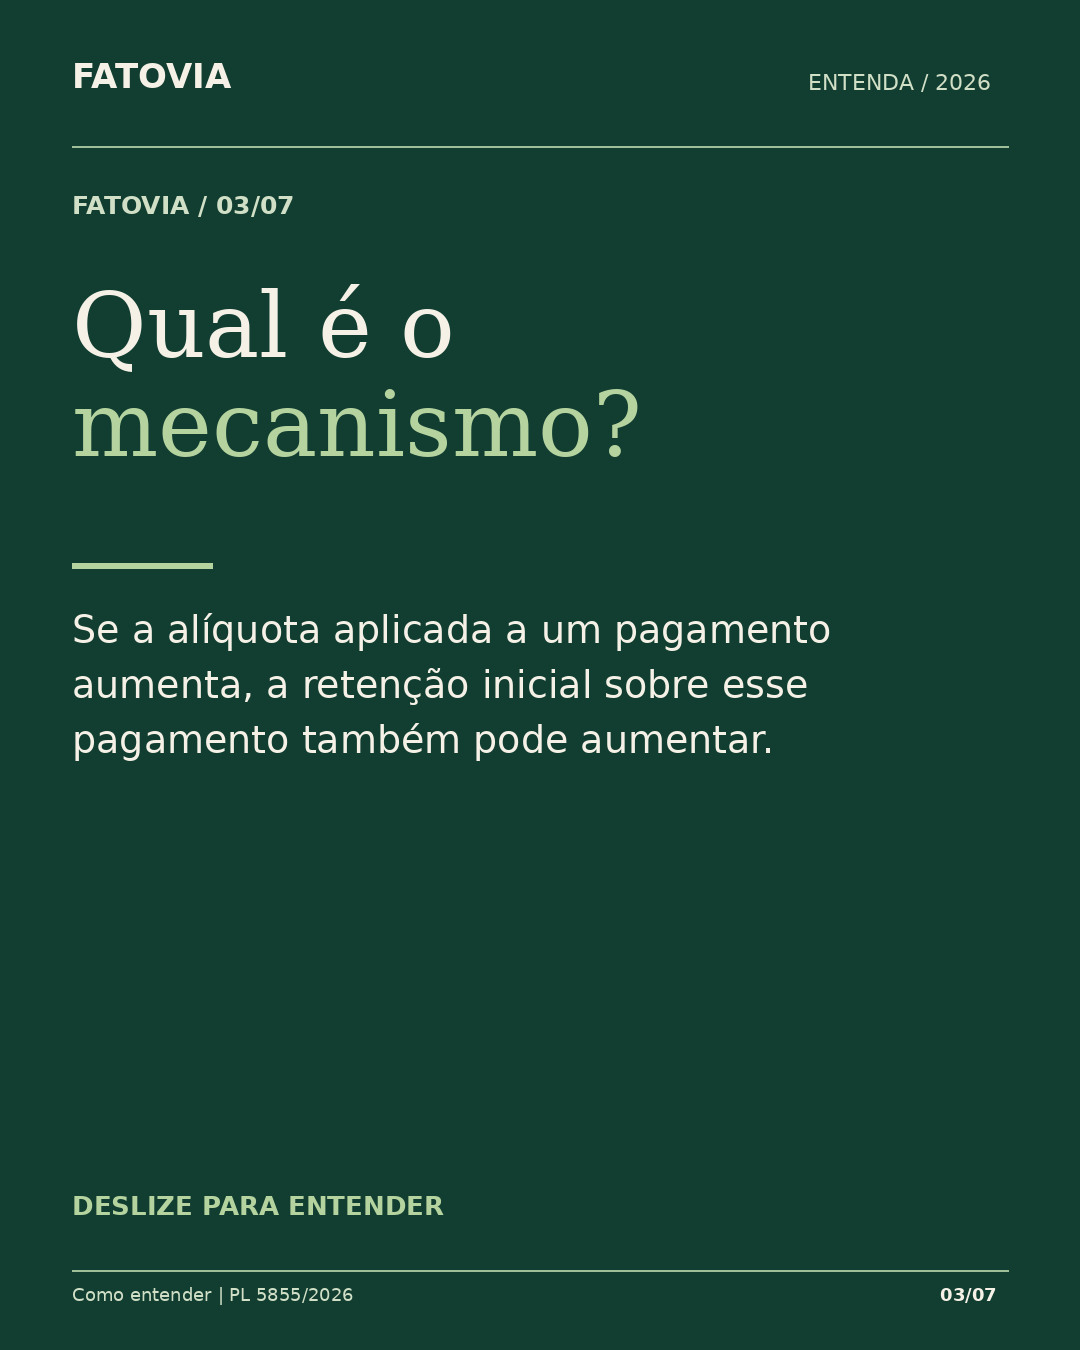 FATOVIA
ENTENDA / 2026
FATOVIA / 03/07
Qual é o
mecanismo?
Se a alíquota aplicada a um pagamento
aumenta, a retenção inicial sobre esse
pagamento também pode aumentar.
DESLIZE PARA ENTENDER
Como entender | PL 5855/2026
03/07